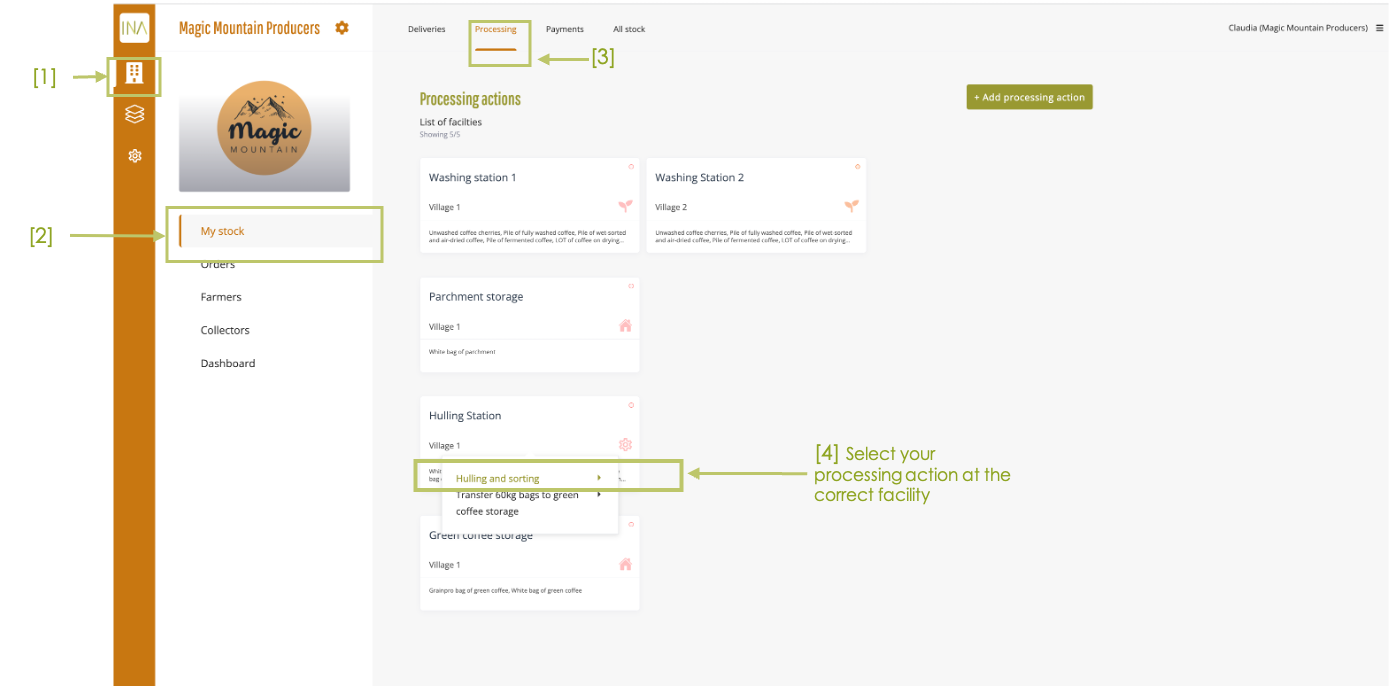 INA
Magic Mountain Producers
Deliveries
Processing
Payments
All stock
Claudia (Magic Mountain Producers)
[3]
[1]
Magic
MOUNTAIN
[2]
My stock
Orders
Farmers
Collectors
Dashboard
Processing actions
+ Add processing action
List of facilties
Showing 5/5
Washing station 1
Village 1
Unwashed coffee cherries, Pile of fully washed coffee, Pile of wet-sorted
and air-dried coffee, Pile of fermented coffee, LOT of coffee on drying...
Washing Station 2
Village 2
Unwashed coffee cherries, Pile of fully washed coffee, Pile of wet-sorted
and air-dried coffee, Pile of fermented coffee, LOT of coffee on drying...
Parchment storage
Village 1
White bag of parchment
Hulling Station
Village 1
Hulling and sorting
Transfer 60kg bags to green
coffee storage
[4] Select your
processing action at the
correct facility
Green coffee storage
Village 1
Grainpro bag of green coffee, White bag of green coffee